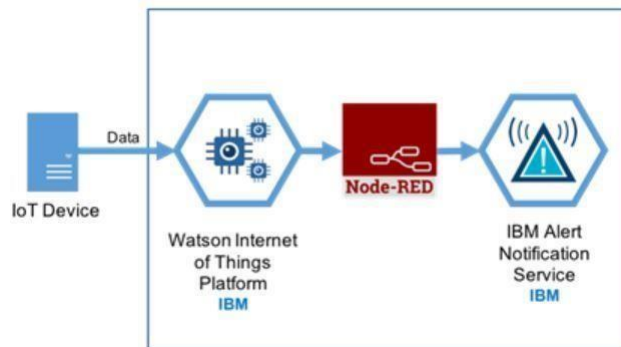 Data
IoT Device
Watson Internet
of Things
Platform
IBM
Node-RED
IBM Alert
Notification
Service
IBM